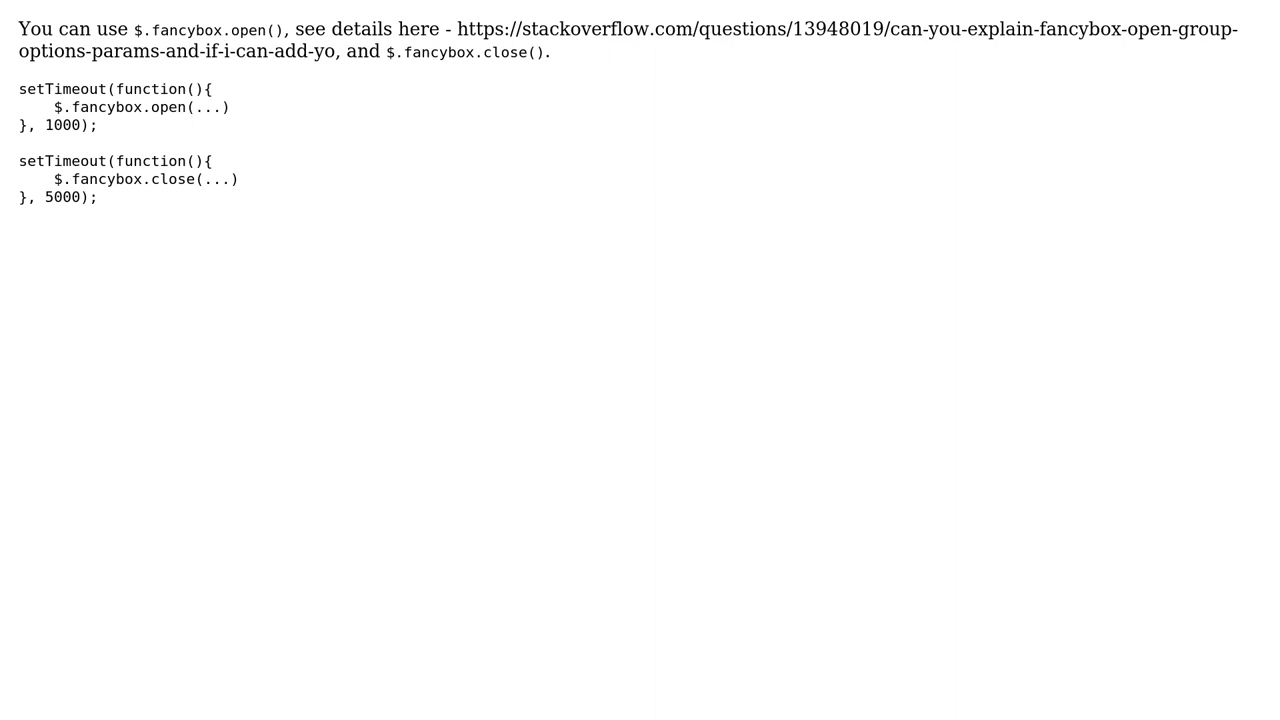 You can use $.fancybox.open(), see details here - https://stackoverflow.com/questions/13948019/can-you-explain-fancybox-open-group-
options-params-and-if-i-can-add-yo, and $.fancybox.close().
setTimeout(function(){
    $.fancybox.open(...)
}, 1000);
setTimeout(function(){
    $.fancybox.close(...)
}, 5000);